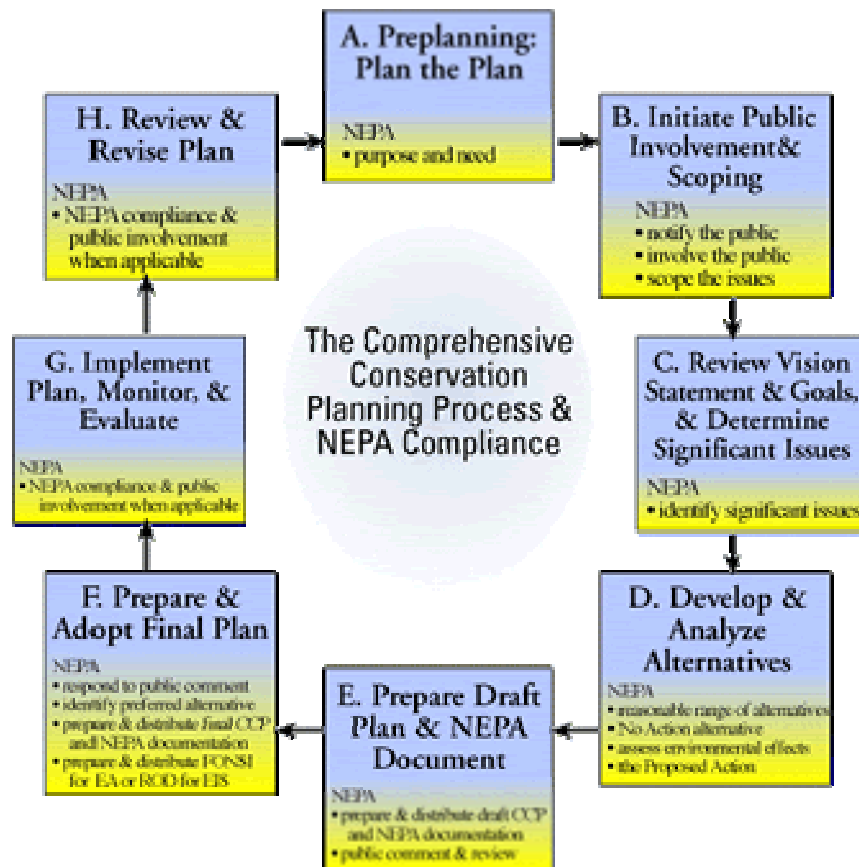 A. Preplanning:
Plan the Plan
NEPA
• purpose and need
B. Initiate Public
Involvement&
Scoping
NEPA
• notify the public
• involve the public
• scope the issues
C. Review Vision
Statement & Goals,
& Determine
Significant Issues
NEPA
• identify significant issues
D. Develop &
Analyze
Alternatives
NEPA
• reasonable range of alternatives
• No Action alternative
• assess environmental effects
• the Proposed Action
E. Prepare Draft
Plan & NEPA
Document
NEPA
• prepare & distribute draft CCP
and NEPA documentation
• public comment & review
F. Prepare &
Adopt Final Plan
NEPA
• respond to public comment
• identify preferred alternative
• prepare & distribute final CCP
and NEPA documentation
• prepare & distribute FONSI
for EA or ROD for EIS
G. Implement
Plan, Monitor, &
Evaluate
NEPA
• NEPA compliance & public
involvement when applicable
H. Review &
Revise Plan
NEPA
• NEPA compliance &
public involvement
when applicable
The Comprehensive
Conservation
Planning Process &
NEPA Compliance